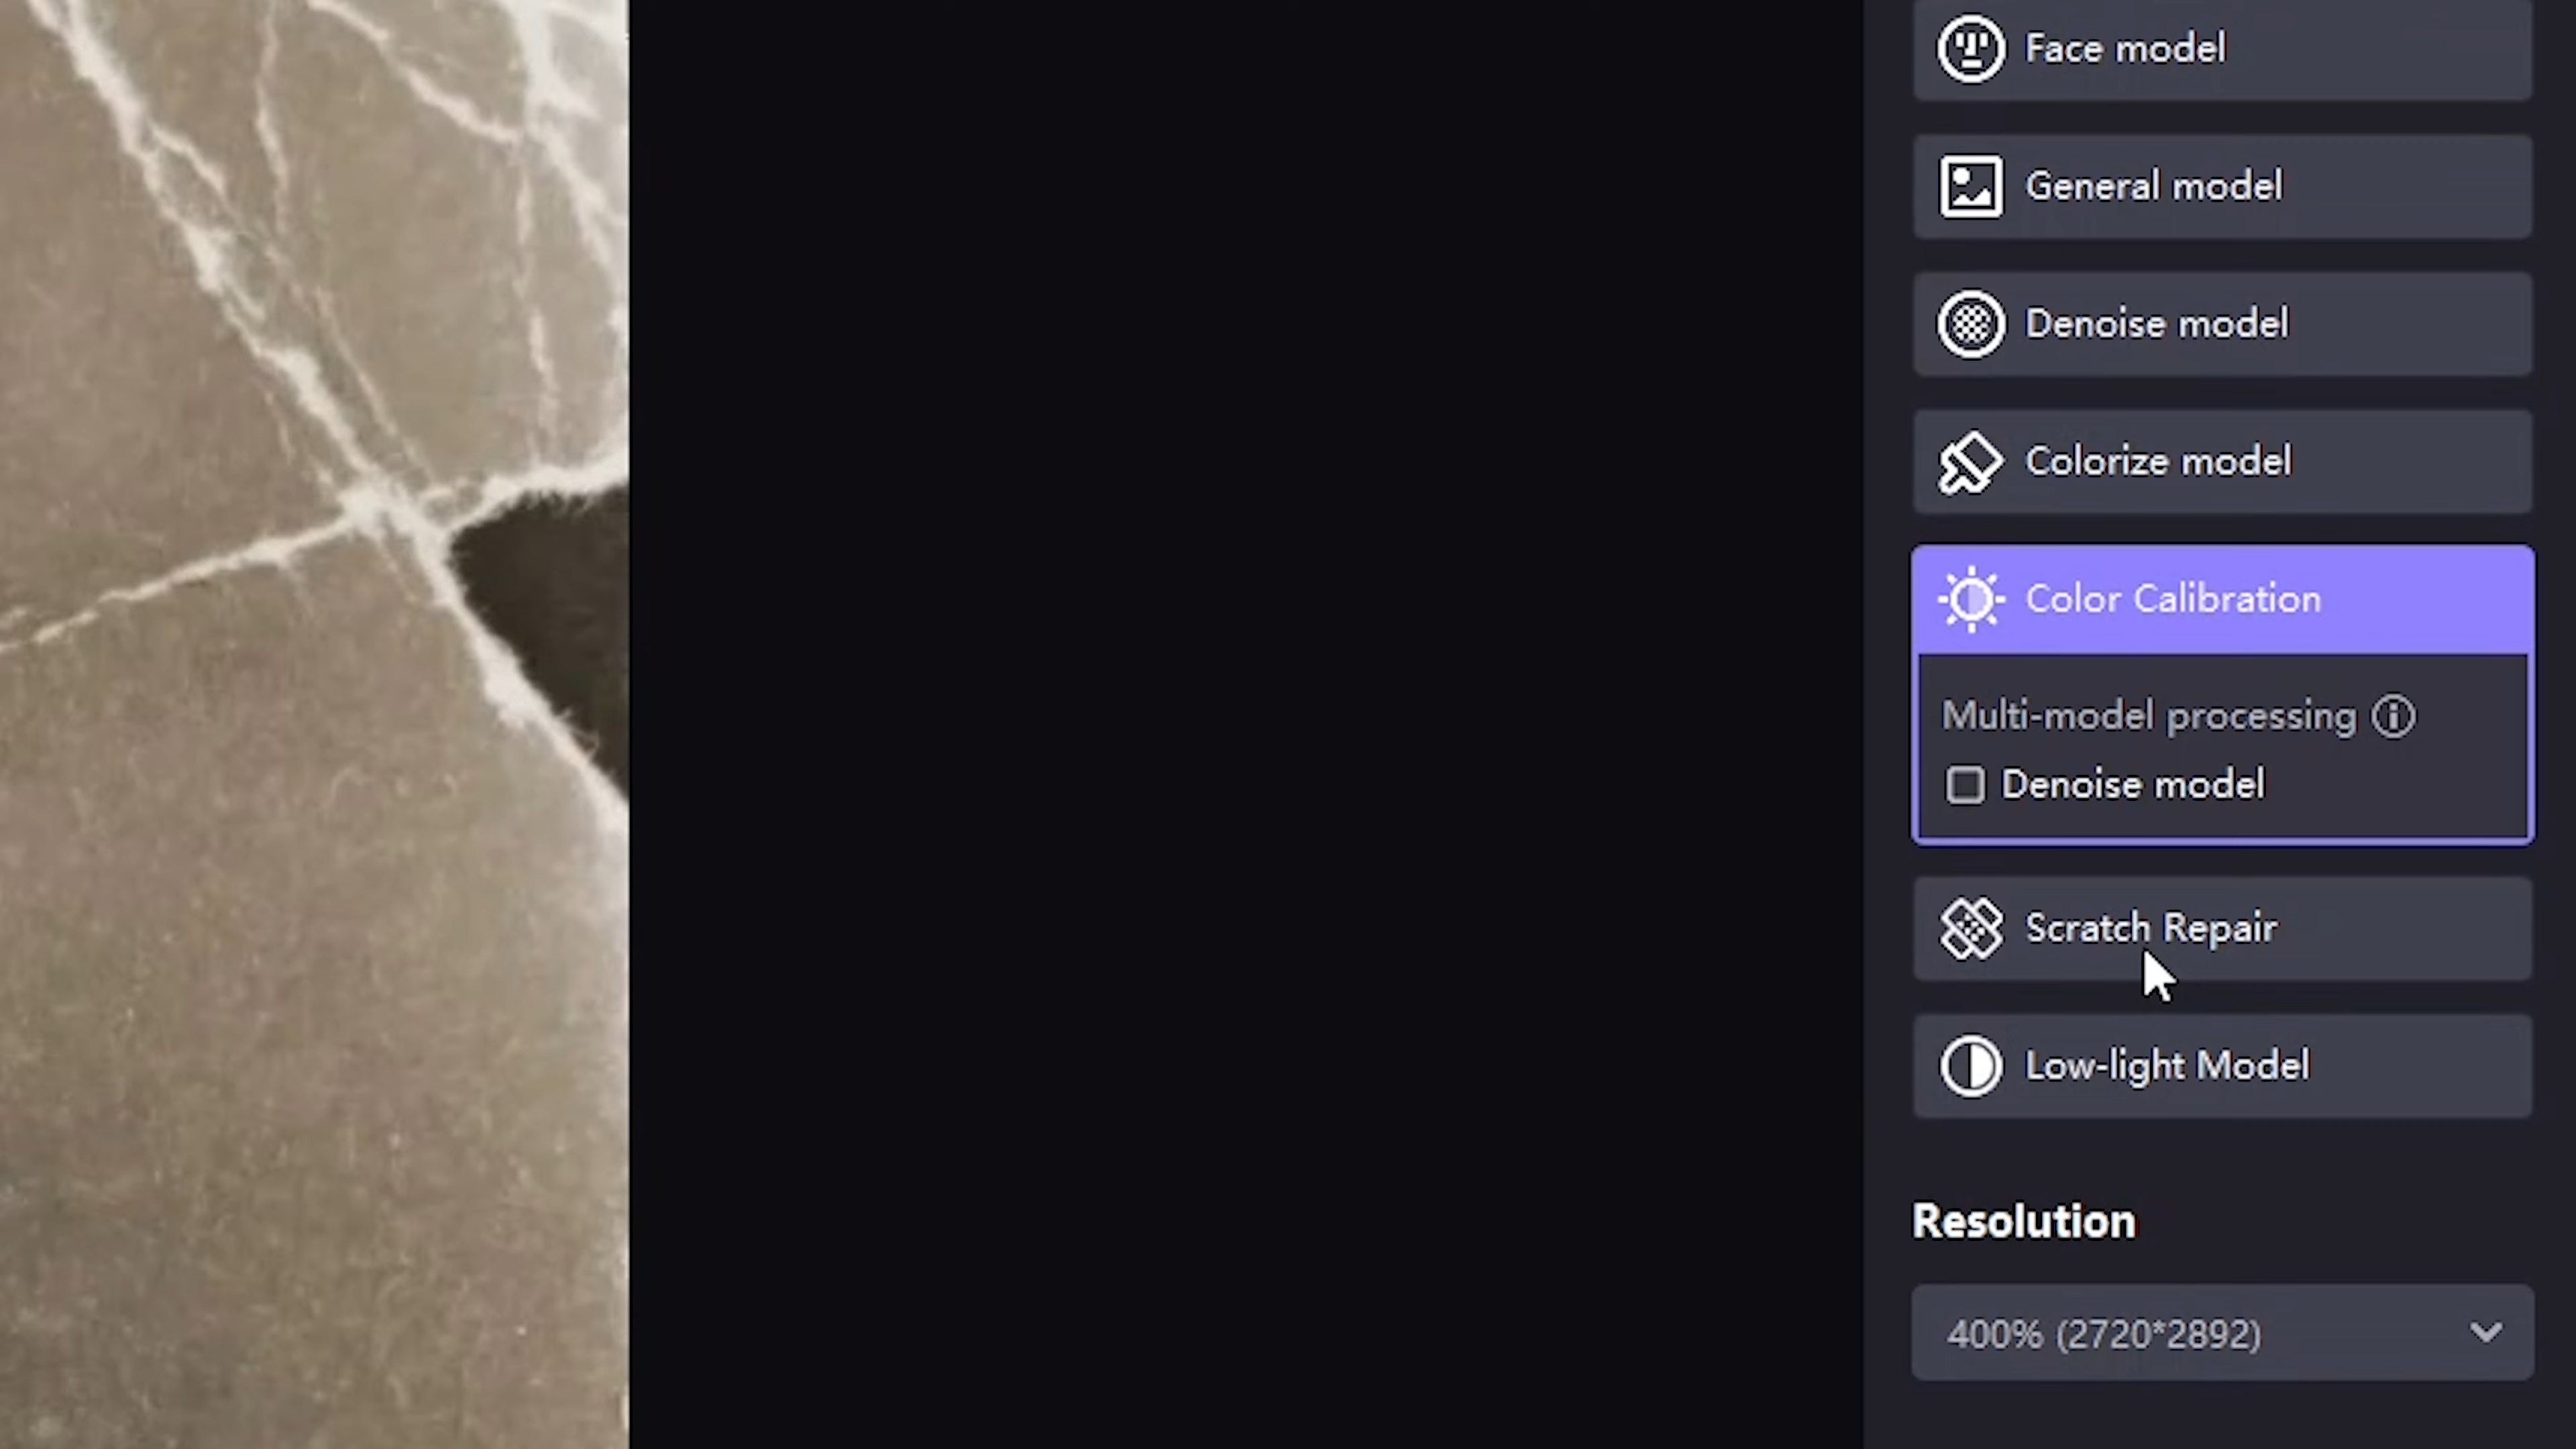 Face model
General model
Denoise model
Colorize model
Color Calibration
Multi-model processing
Denoise model
Scratch Repair
Low-light Model
Resolution
400% (2720*2892)